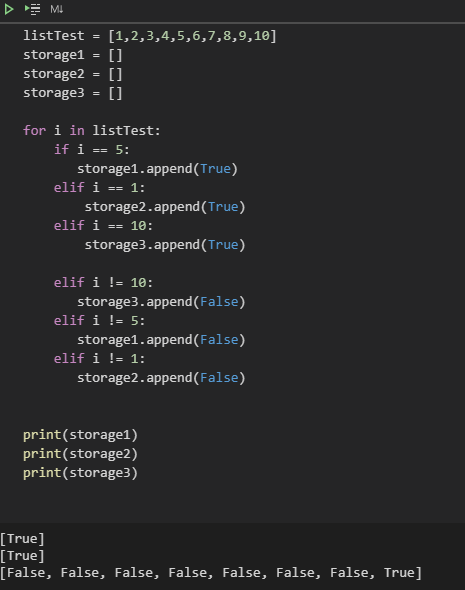 M↓
listTest = [1,2,3,4,5,6,7,8,9,10]
storage1 = []
storage2 = []
storage3 = []
for i in listTest:
    if i == 5:
       storage1.append(True)
    elif i == 1:
        storage2.append(True)
    elif i == 10:
        storage3.append(True)
    elif i != 10:
       storage3.append(False)
    elif i != 5:
       storage1.append(False)
    elif i != 1:
       storage2.append(False)
print(storage1)
print(storage2)
print(storage3)
[True]
[True]
[False, False, False, False, False, False, False, True]